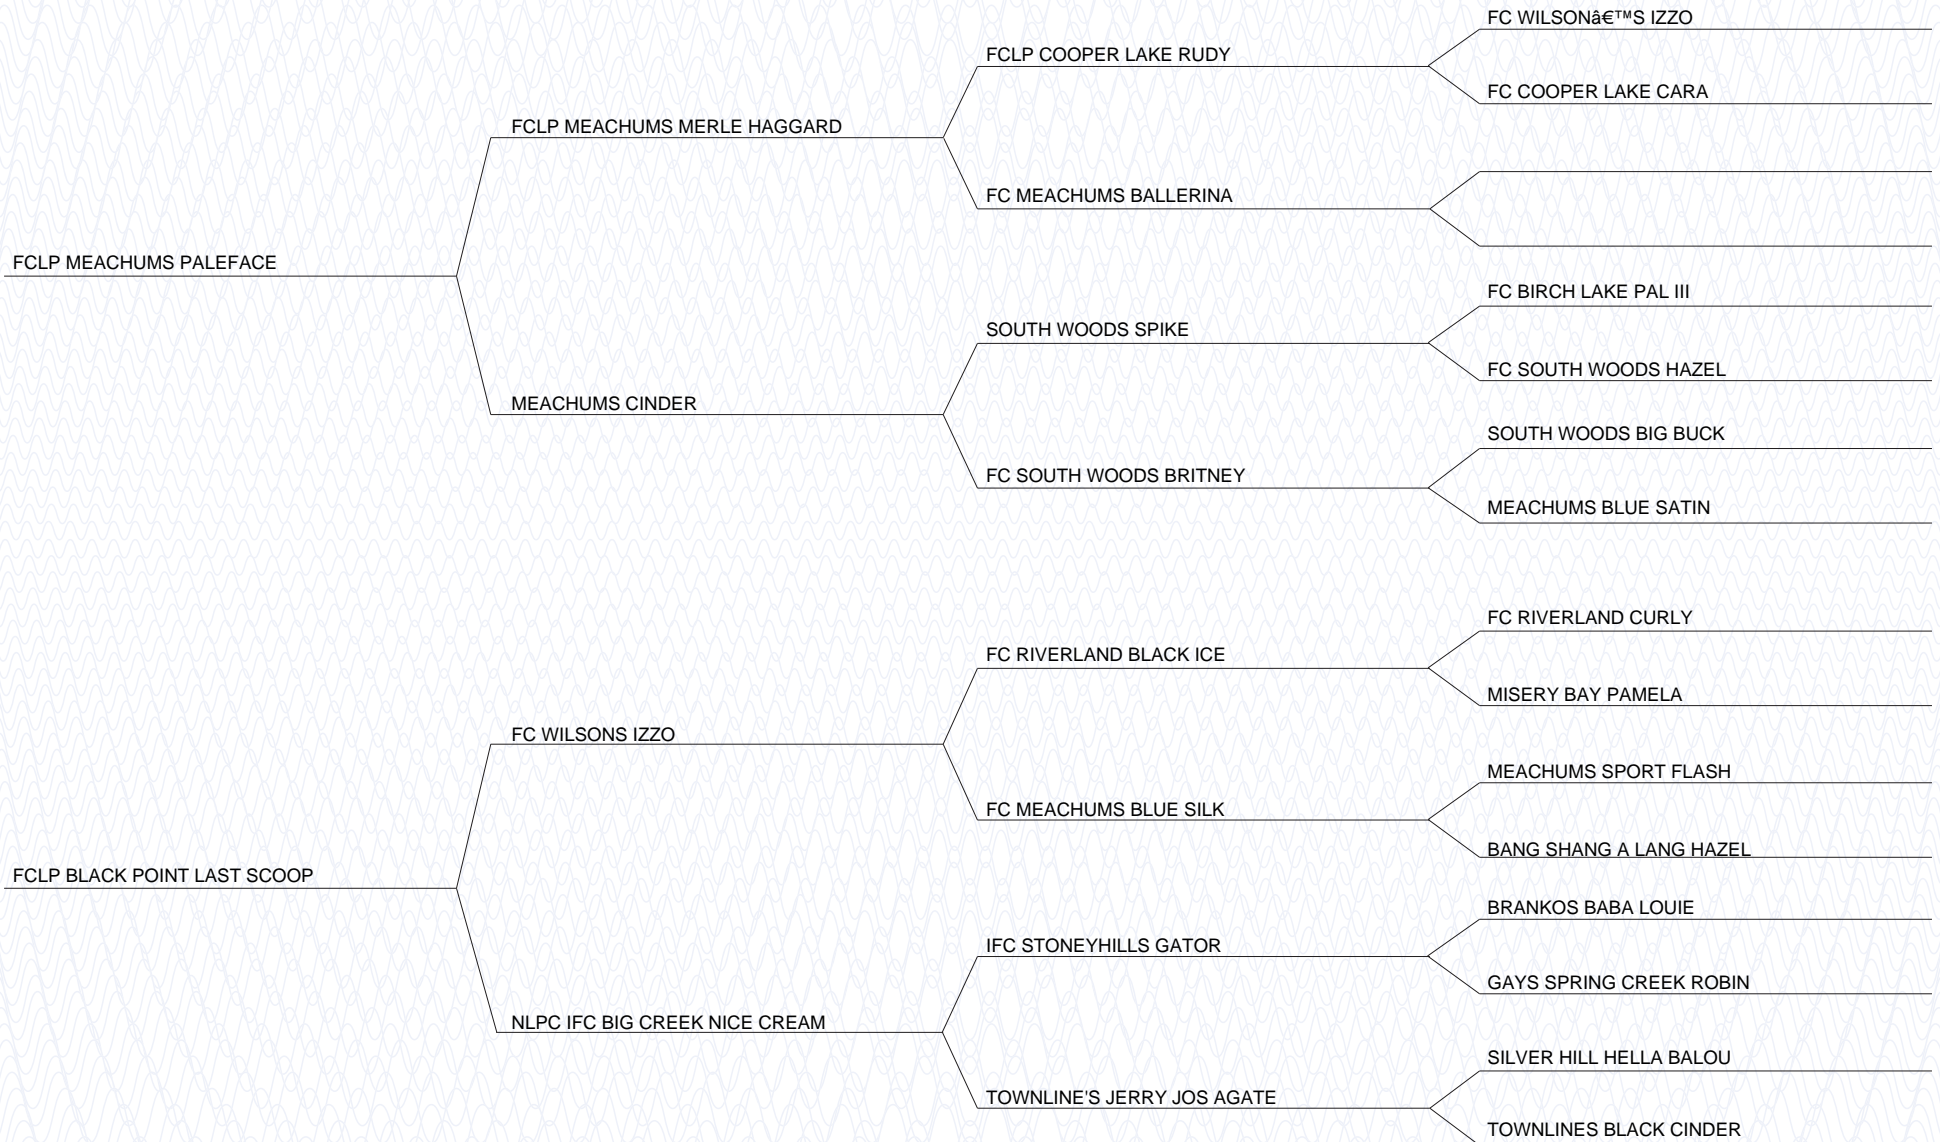 FC WILSONâ€™S IZZO
FCLP COOPER LAKE RUDY
FC COOPER LAKE CARA
FCLP MEACHUMS MERLE HAGGARD
FC MEACHUMS BALLERINA
FCLP MEACHUMS PALEFACE
FC BIRCH LAKE PAL III
SOUTH WOODS SPIKE
FC SOUTH WOODS HAZEL
MEACHUMS CINDER
SOUTH WOODS BIG BUCK
FC SOUTH WOODS BRITNEY
MEACHUMS BLUE SATIN
FC RIVERLAND CURLY
FC RIVERLAND BLACK ICE
MISERY BAY PAMELA
FC WILSONS IZZO
MEACHUMS SPORT FLASH
FC MEACHUMS BLUE SILK
BANG SHANG A LANG HAZEL
FCLP BLACK POINT LAST SCOOP
BRANKOS BABA LOUIE
IFC STONEYHILLS GATOR
GAYS SPRING CREEK ROBIN
NLPC IFC BIG CREEK NICE CREAM
SILVER HILL HELLA BALOU
TOWNLINE'S JERRY JOS AGATE
TOWNLINES BLACK CINDER